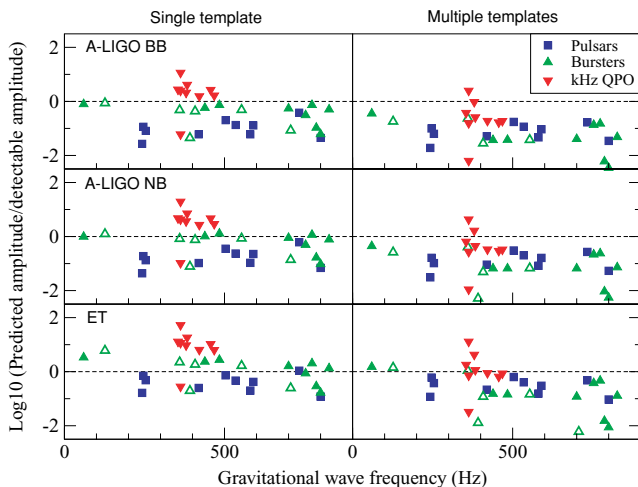 Single template
Multiple templates
A-LIGO BB
Pulsars
Bursters
kHz QPO
2
0
-2
A-LIGO NB
2
0
-2
ET
2
0
-2
0
500
0
500
Log10 (Predicted amplitude/detectable amplitude)
Gravitational wave frequency (Hz)